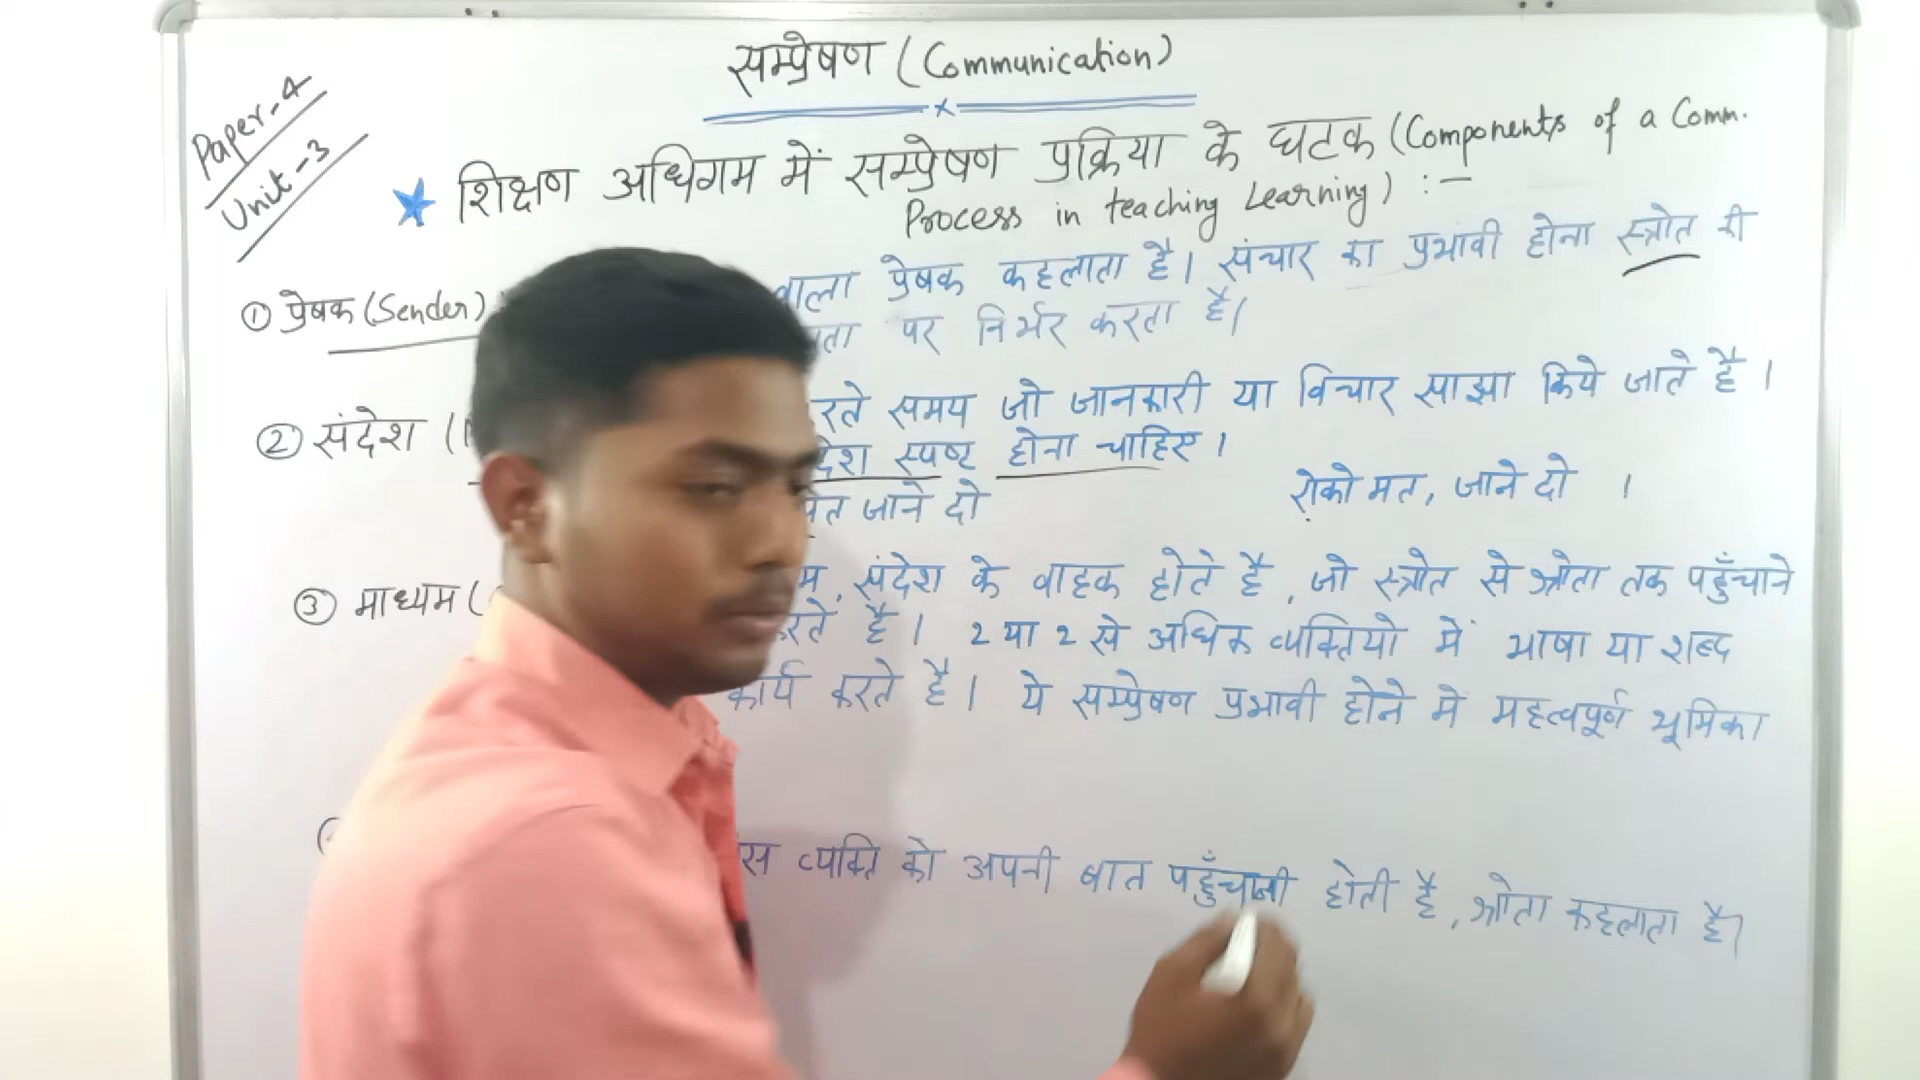 सम्प्रेषण (Communication)
Paper-4
Unit-3
शिक्षण अधिगम में सम्प्रेषण प्रक्रिया के घटक (Components of a Comm.
Process in teaching Learning) :-
① प्रेषक (Sender) वाला प्रेषक कहलाता है। संचार का प्रभावी होना स्त्रोत की
पर निर्भर करता है।
② संदेश ( रते समय जो जानकारी या विचार साझा किये जाते है ।
देश स्पष्ट होना चाहिए ।
मत जाने दो रोको मत, जाने दो ।
③ माध्यम ( म, संदेश के वाहक होते है, जो स्त्रोत से श्रोता तक पहुँचाने
रते है । 2 या 2 से अधिक व्यक्तियो में भाषा या शब्द
कार्य करते है । ये सम्प्रेषण प्रभावी होने मे महत्वपूर्ण भूमिका
स व्यक्ति को अपनी बात पहुँचानी होती है, श्रोता कहलाता है।